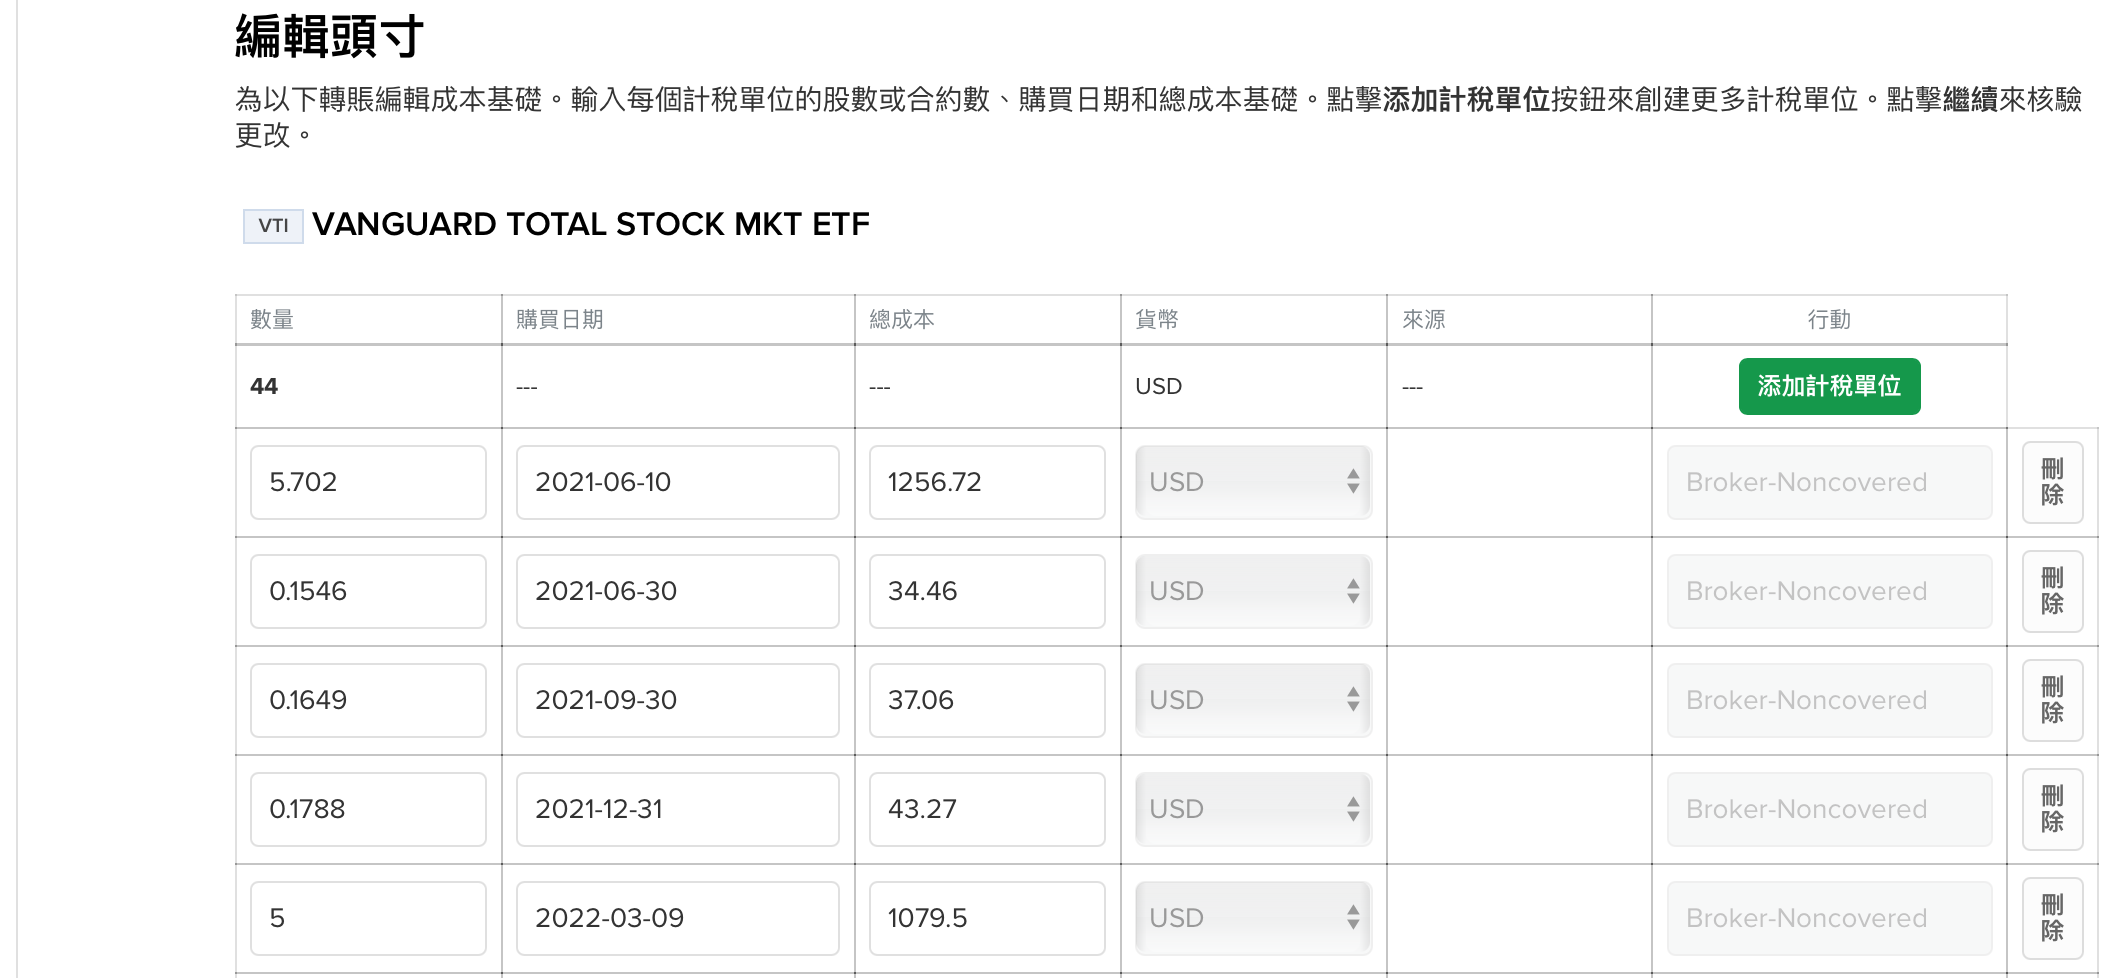 編輯頭寸
為以下轉賬編輯成本基礎。輸入每個計稅單位的股數或合約數、購買日期和總成本基礎。點擊添加計稅單位按鈕來創建更多計稅單位。點擊繼續來核驗
更改。
VTI VANGUARD TOTAL STOCK MKT ETF
數量 購買日期 總成本 貨幣 來源 行動
44 --- --- USD --- 添加計稅單位
5.702 2021-06-10 1256.72 USD Broker-Noncovered 刪除
0.1546 2021-06-30 34.46 USD Broker-Noncovered 刪除
0.1649 2021-09-30 37.06 USD Broker-Noncovered 刪除
0.1788 2021-12-31 43.27 USD Broker-Noncovered 刪除
5 2022-03-09 1079.5 USD Broker-Noncovered 刪除